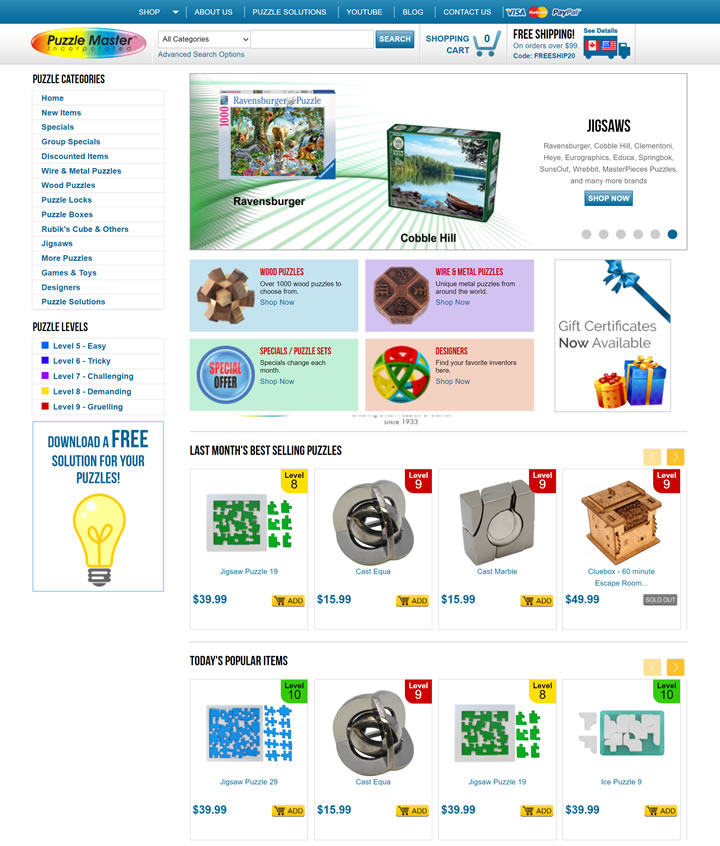 SHOP
ABOUT US
PUZZLE SOLUTIONS
YOUTUBE
BLOG
CONTACT US
VISA
PayPal
Puzzle Master
Incorporated
All Categories
SEARCH
Advanced Search Options
SHOPPING
CART
0
FREE SHIPPING!
On orders over $99.
Code: FREESHIP20
See Details
PUZZLE CATEGORIES
Home
New Items
Specials
Group Specials
Discounted Items
Wire & Metal Puzzles
Wood Puzzles
Puzzle Locks
Puzzle Boxes
Rubik's Cube & Others
Jigsaws
More Puzzles
Games & Toys
Designers
Puzzle Solutions
PUZZLE LEVELS
Level 5 - Easy
Level 6 - Tricky
Level 7 - Challenging
Level 8 - Demanding
Level 9 - Gruelling
DOWNLOAD A FREE
SOLUTION FOR YOUR
PUZZLES!
Ravensburger Puzzle
1000
Ravensburger
Cobble Hill
JIGSAWS
Ravensburger, Cobble Hill, Clementoni,
Heye, Eurographics, Educa, Springbok,
SunsOut, Wrebbit, MasterPieces Puzzles,
and many more brands
SHOP NOW
WOOD PUZZLES
Over 1000 wood puzzles to
choose from.
Shop Now
WIRE & METAL PUZZLES
Unique metal puzzles from
around the world.
Shop Now
SPECIAL
OFFER
SPECIALS / PUZZLE SETS
Specials change each
month.
Shop Now
DESIGNERS
Find your favorite inventors
here.
Shop Now
Gift Certificates
Now Available
since 1933
LAST MONTH'S BEST SELLING PUZZLES
Level
8
Jigsaw Puzzle 19
$39.99
ADD
Level
9
Cast Equa
$15.99
ADD
Level
9
Cast Marble
$15.99
ADD
Level
9
Cluebox - 60 minute
Escape Room...
$49.99
SOLD OUT
TODAY'S POPULAR ITEMS
Level
10
Jigsaw Puzzle 29
$39.99
ADD
Level
9
Cast Equa
$15.99
ADD
Level
8
Jigsaw Puzzle 19
$39.99
ADD
Level
10
Ice Puzzle 9
$39.99
ADD